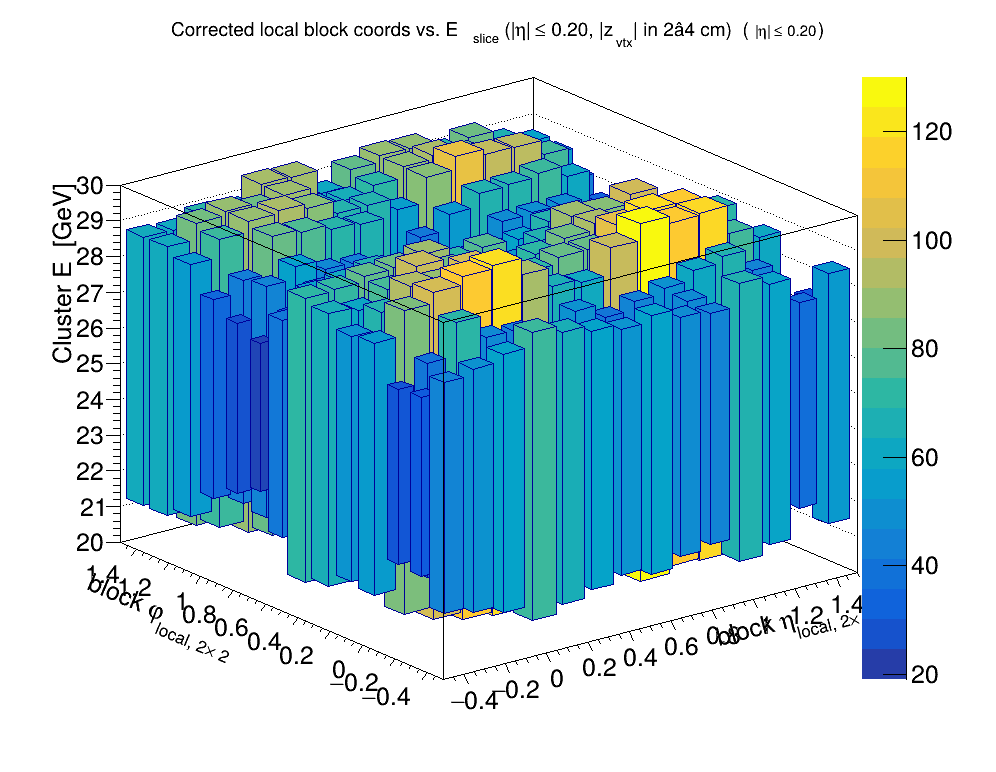 Corrected local block coords vs. E slice (|η| ≤ 0.20, |z vtx| in 2â4 cm) ( |η| ≤ 0.20)
Cluster E [GeV]
30
29
28
27
26
25
24
23
22
21
20
120
100
80
60
40
20
1.4 1.2 1 0.8 0.6 0.4 0.2 0 −0.2 −0.4
block φ local, 2× 2
−0.4 −0.2 0 0.2 0.4 0.6 0.8 1 1.2 1.4
block η local, 2×